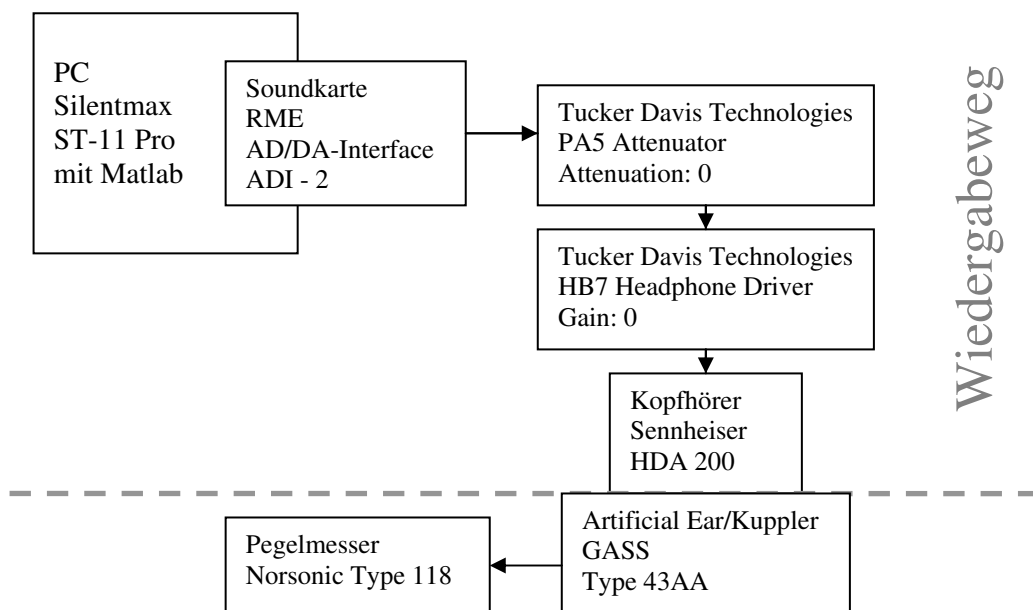 PC
Silentmax
ST-11 Pro
mit Matlab
Soundkarte
RME
AD/DA-Interface
ADI - 2
Tucker Davis Technologies
PA5 Attenuator
Attenuation: 0
Tucker Davis Technologies
HB7 Headphone Driver
Gain: 0
Kopfhörer
Sennheiser
HDA 200
Wiedergabeweg
Artificial Ear/Kuppler
GASS
Type 43AA
Pegelmesser
Norsonic Type 118